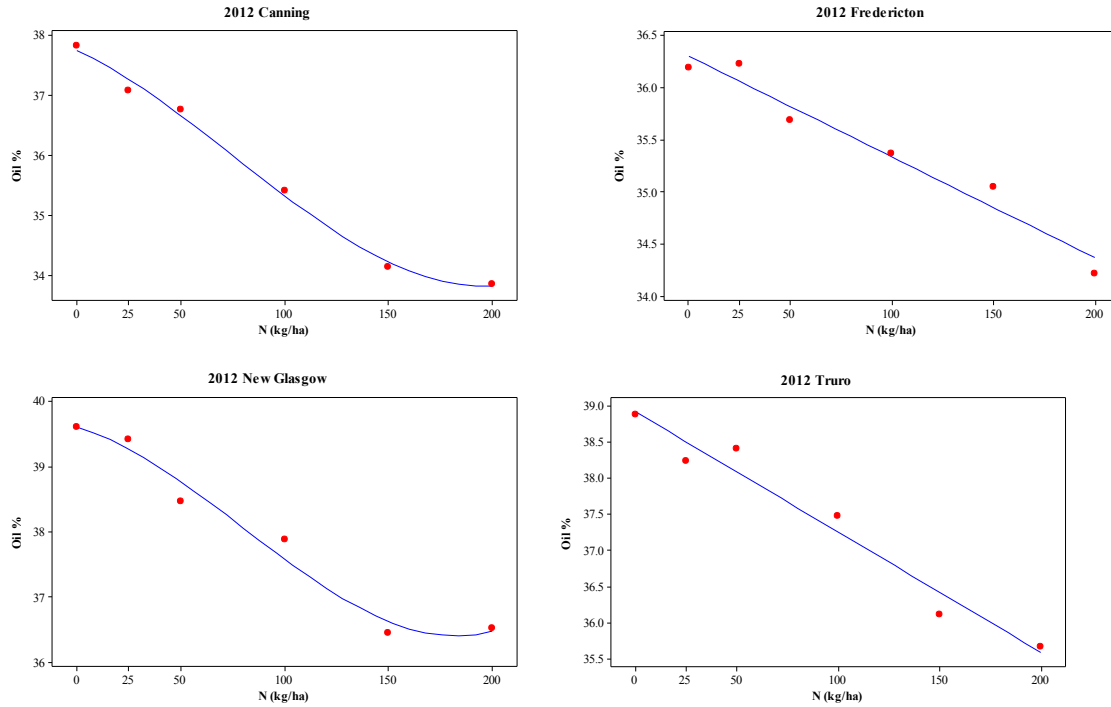 2012 Canning
38
37
36
35
34
Oil %
0 25 50 100 150 200
N (kg/ha)
2012 Fredericton
36.5
36.0
35.5
35.0
34.5
34.0
Oil %
0 25 50 100 150 200
N (kg/ha)
2012 New Glasgow
40
39
38
37
36
Oil %
0 25 50 100 150 200
N (kg/ha)
2012 Truro
39.0
38.5
38.0
37.5
37.0
36.5
36.0
35.5
Oil %
0 25 50 100 150 200
N (kg/ha)